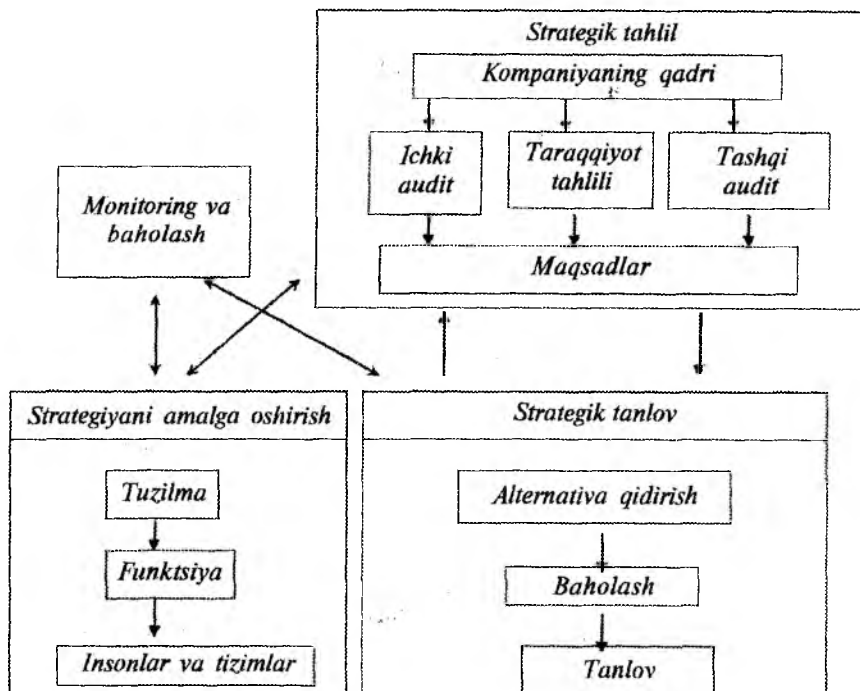 Strategik tahlil
Kompaniyaning qadri
Ichki
audit
Taraqqiyot
tahlili
Tashqi
audit
Maqsadlar
Monitoring va
baholash
Strategiyani amalga oshirish
Tuzilma
Funktsiya
Insonlar va tizimlar
Strategik tanlov
Alternativa qidirish
Baholash
Tanlov